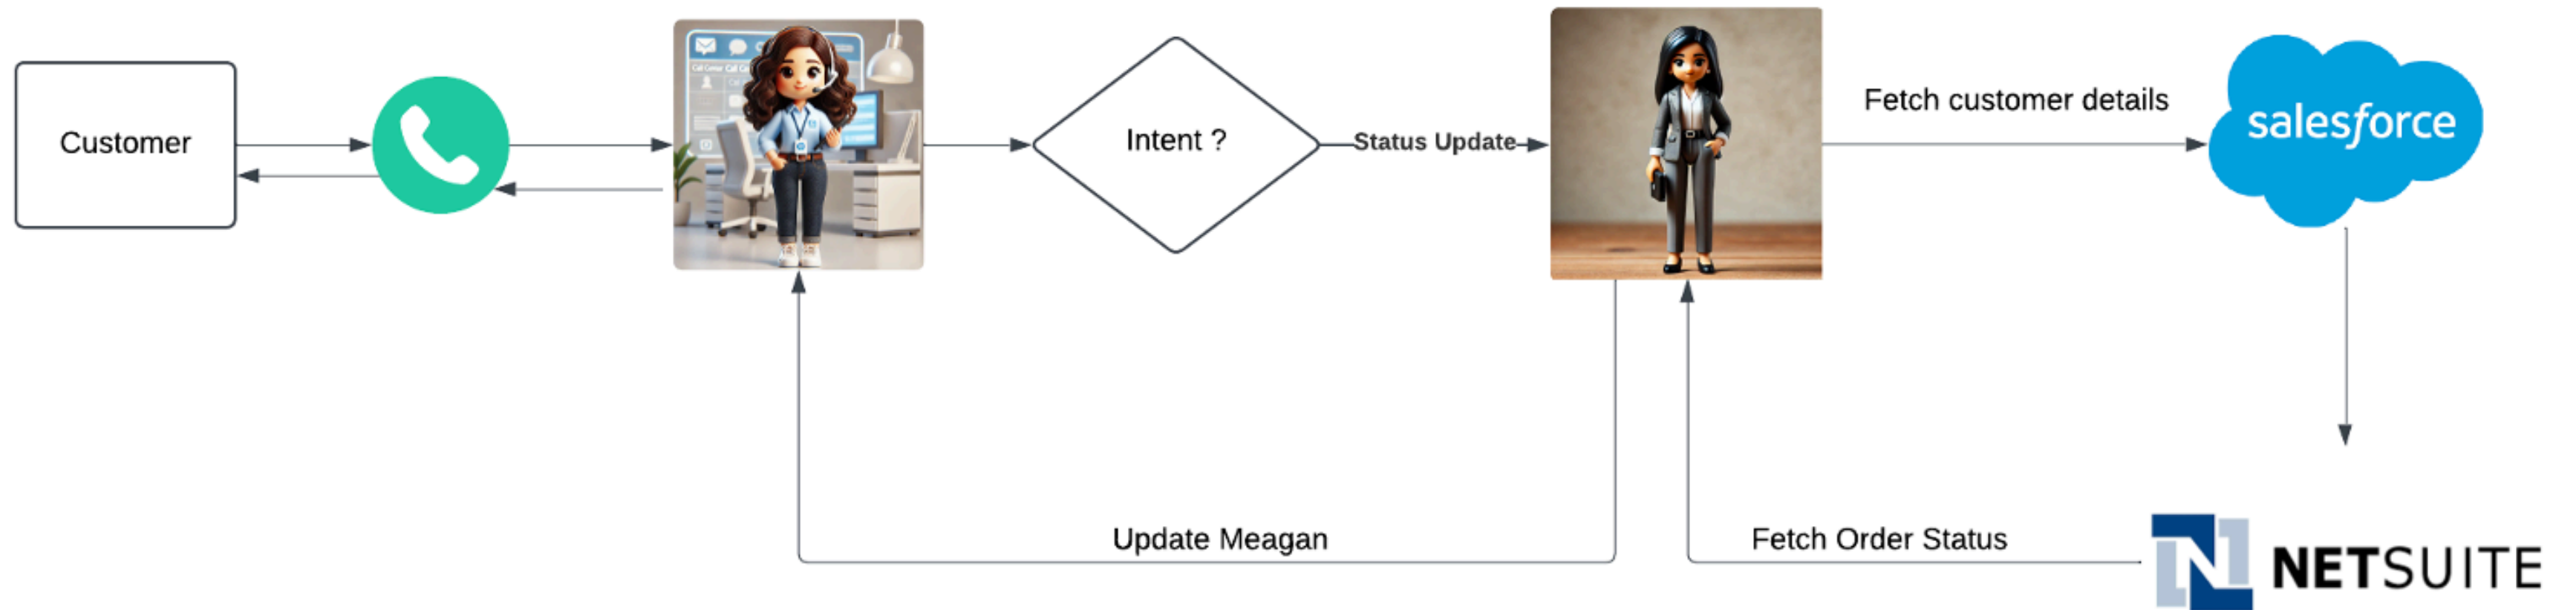 Customer
Intent ?
Status Update
Fetch customer details
salesforce
Update Meagan
Fetch Order Status
N NETSUITE